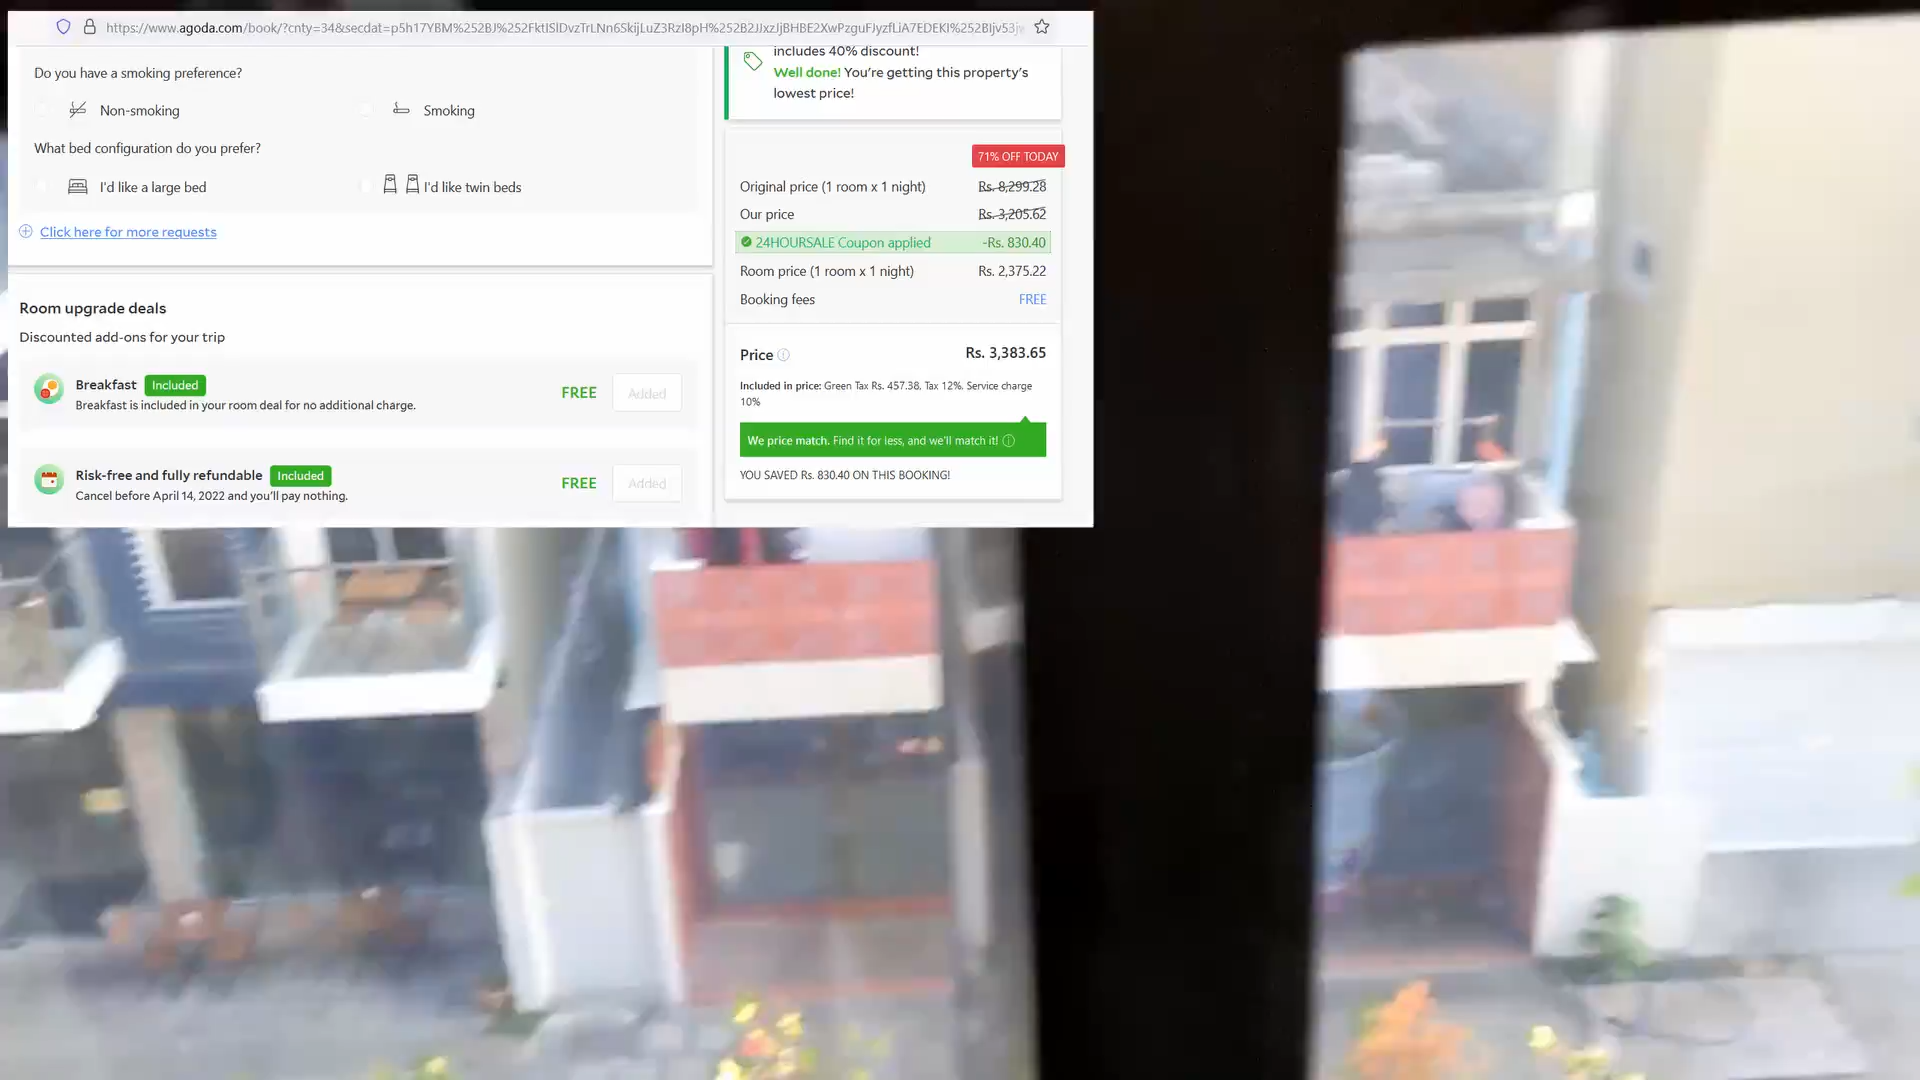 https://www.agoda.com/book/?cnty=34&secdat=p5h17YBM%252BJ%252FktISlDvzTrLNn6SkijLuZ3RzI8pH%252B2JJxzJjBHBE2XwPzguFJyzfLiA7EDEKI%252BIjv53j
Do you have a smoking preference?
Non-smoking
Smoking
What bed configuration do you prefer?
I'd like a large bed
I'd like twin beds
Click here for more requests
Room upgrade deals
Discounted add-ons for your trip
Breakfast Included
Breakfast is included in your room deal for no additional charge.
FREE
Added
Risk-free and fully refundable Included
Cancel before April 14, 2022 and you'll pay nothing.
FREE
Added
includes 40% discount!
Well done! You're getting this property's
lowest price!
71% OFF TODAY
Original price (1 room x 1 night) Rs. 8,299.28
Our price Rs. 3,205.62
24HOURSALE Coupon applied -Rs. 830.40
Room price (1 room x 1 night) Rs. 2,375.22
Booking fees FREE
Price Rs. 3,383.65
Included in price: Green Tax Rs. 457.38, Tax 12%. Service charge
10%
We price match. Find it for less, and we'll match it!
YOU SAVED Rs. 830.40 ON THIS BOOKING!